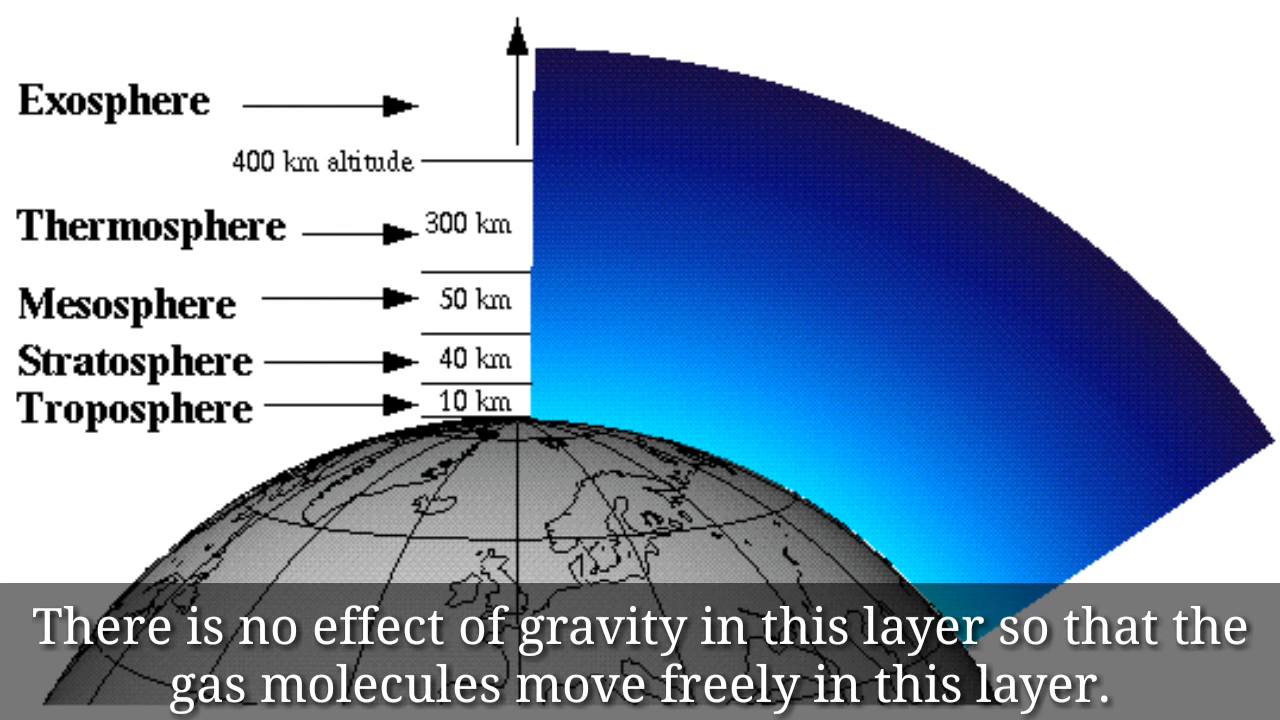 Exosphere
400 km altitude
Thermosphere
300 km
Mesosphere
50 km
Stratosphere
40 km
Troposphere
10 km
There is no effect of gravity in this layer so that the
gas molecules move freely in this layer.